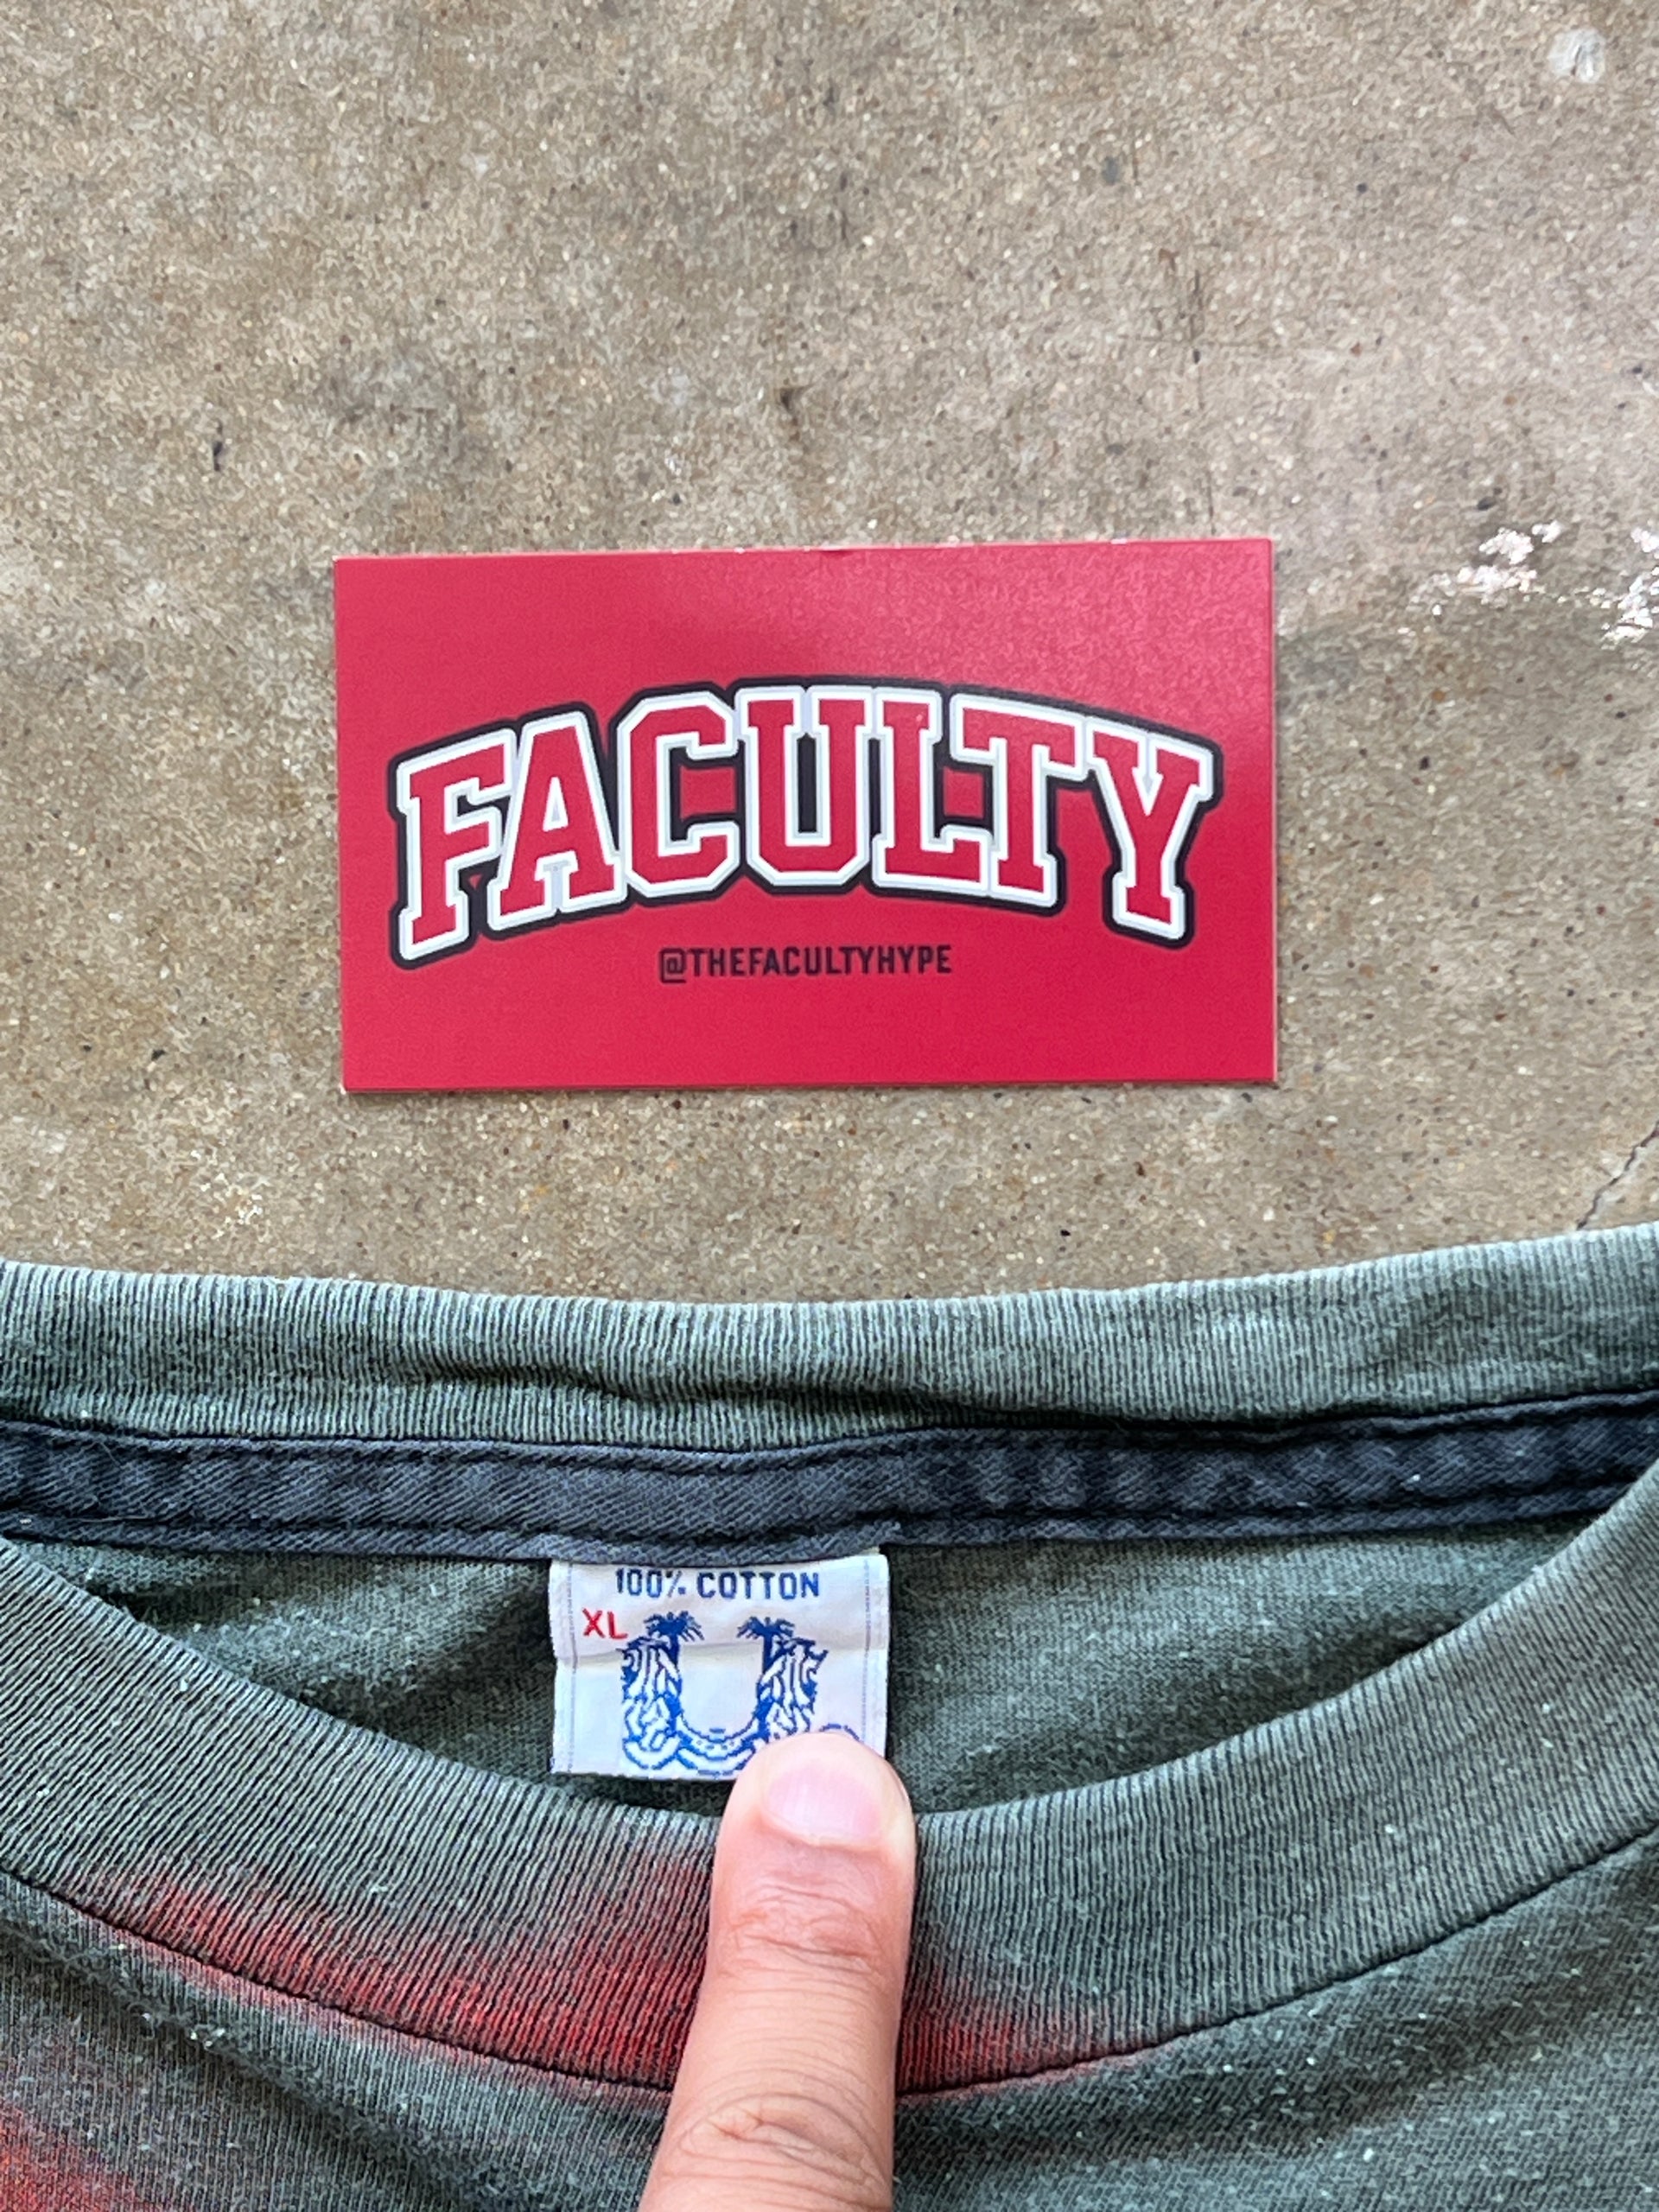 FACULTY
@THEFACULTYHYPE
100% COTTON
XL